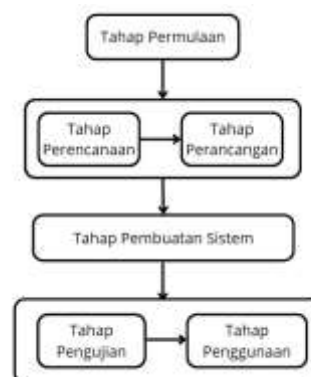 Tahap Permulaan
Tahap
Perencanaan
Tahap
Perancangan
Tahap Pembuatan Sistem
Tahap
Pengujian
Tahap
Penggunaan